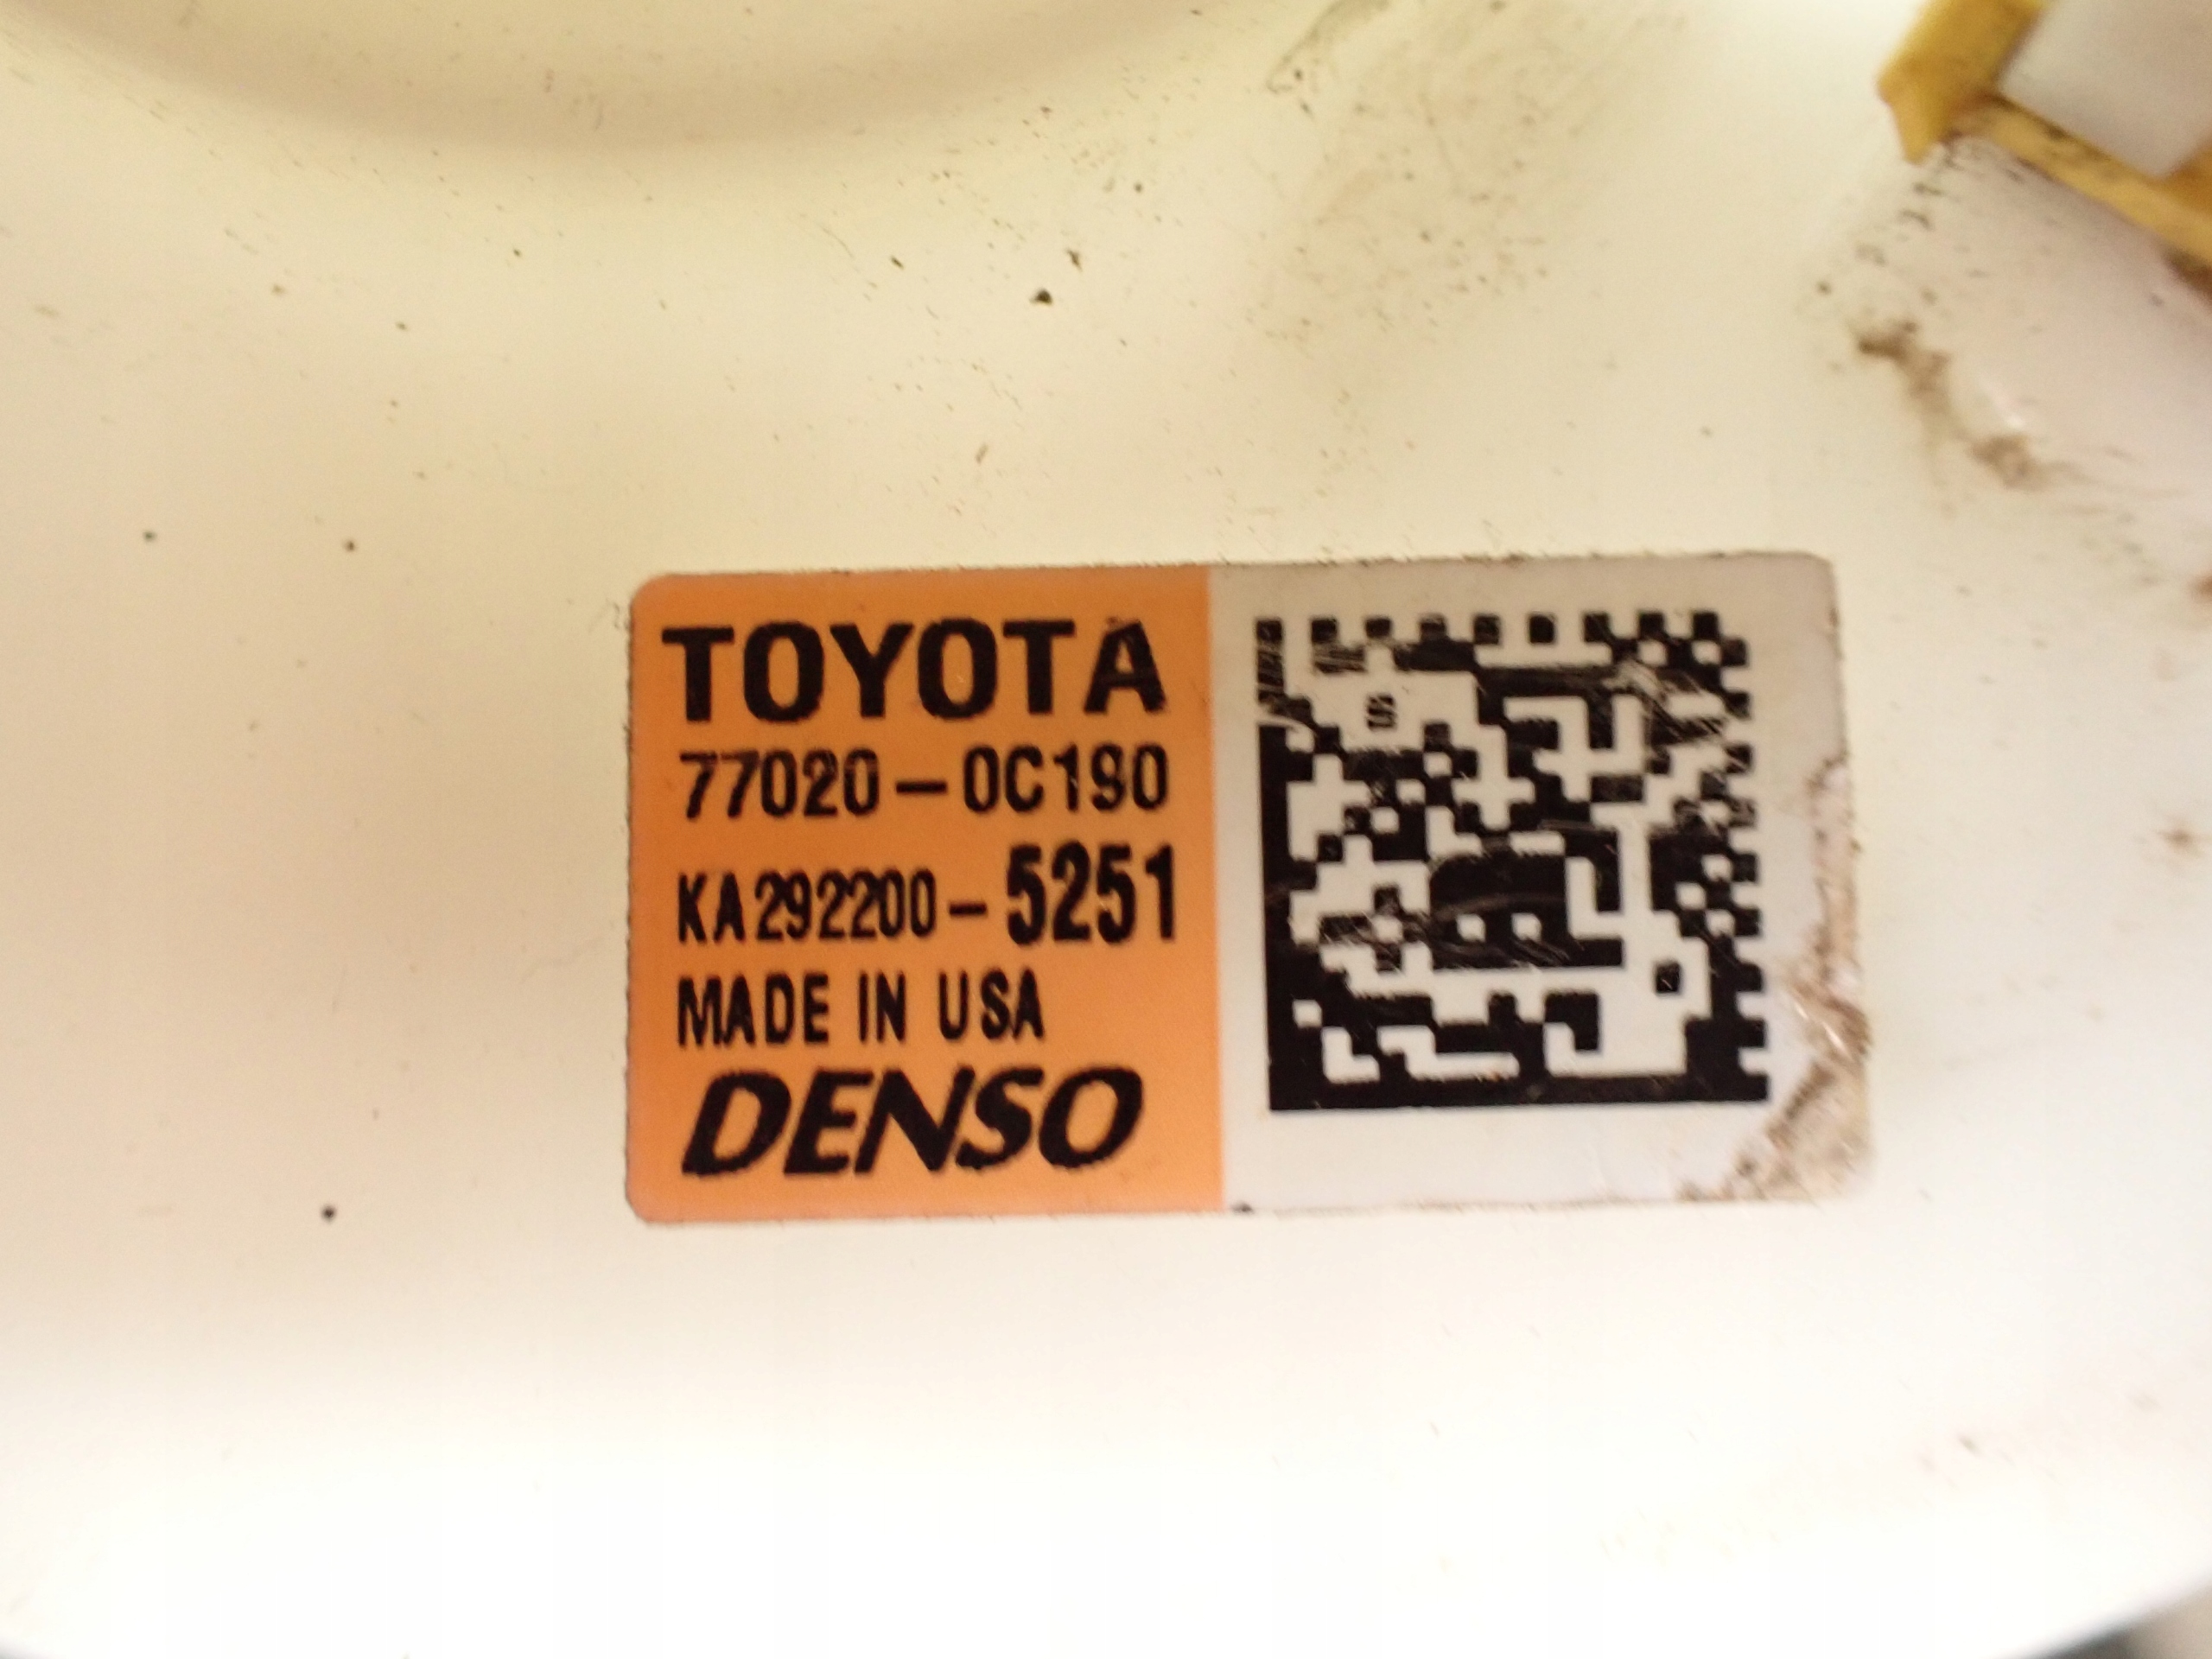 TOYOTA
77020-0C190
KA292200-5251
MADE IN USA
DENSO